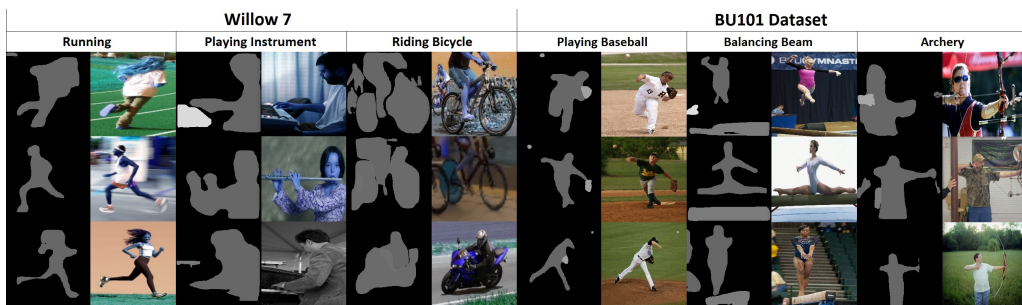 Willow 7
BU101 Dataset
Running
Playing Instrument
Riding Bicycle
Playing Baseball
Balancing Beam
Archery